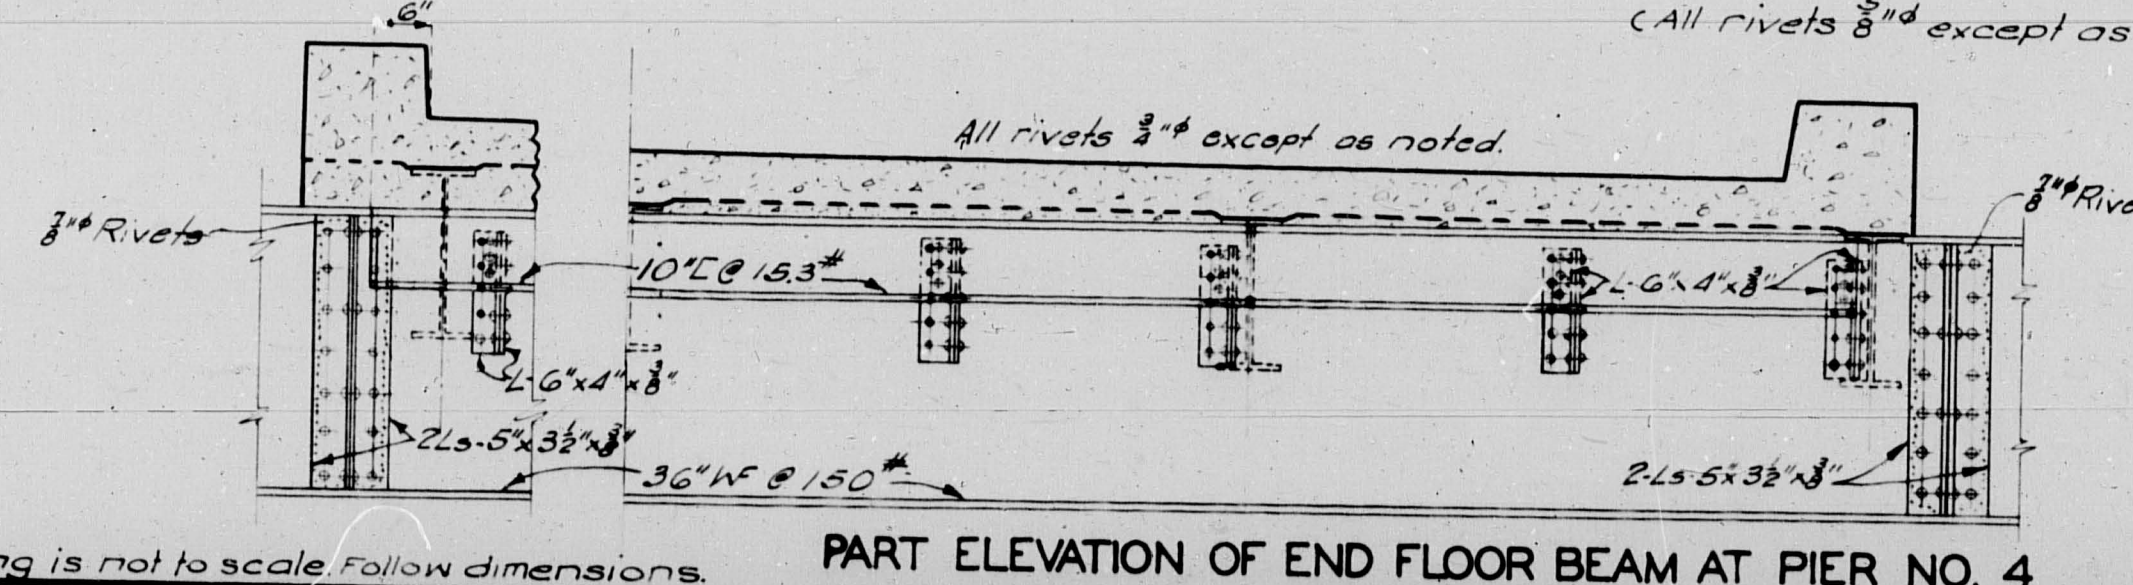 6"
(All rivets 5/8"φ except as
All rivets 3/4"φ except as noted.
7/8"φ Rivets
7/8"φ Rive
10"[ @ 15.3#
L-6"x4"x3/8"
L-6"x4"x3/8"
2Ls-5"x3½"x3/8"
36"WF @ 150#
2-Ls-5"x3½"x3/8"
ng is not to scale. Follow dimensions.
PART ELEVATION OF END FLOOR BEAM AT PIER NO. 4